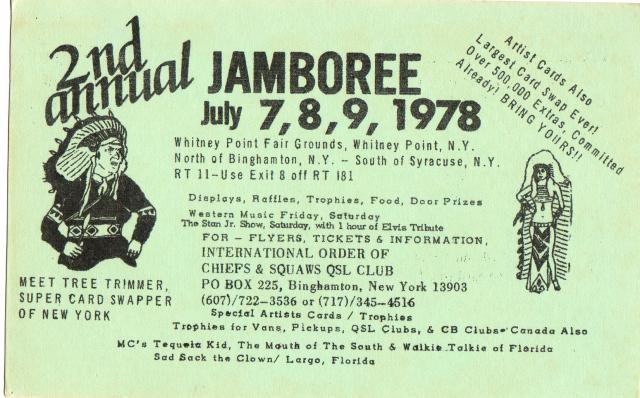 2nd annual
JAMBOREE
July 7, 8, 9, 1978
Artist Cards Also
Largest Card Swap Ever!
Over 500,000 Extras, Committed
Already! BRING YOURS!!
Whitney Point Fair Grounds, Whitney Point, N.Y.
North of Binghamton, N.Y. - South of Syracuse, N.Y.
RT 11-Use Exit 8 off RT I81
Displays, Raffles, Trophies, Food, Door Prizes
Western Music Friday, Saturday
The Stan Jr. Show, Saturday, with 1 hour of Elvis Tribute
FOR - FLYERS, TICKETS & INFORMATION,
INTERNATIONAL ORDER OF
CHIEFS & SQUAWS QSL CLUB
PO BOX 225, Binghamton, New York 13903
(607)/722-3536 or (717)/345-4516
MEET TREE TRIMMER,
SUPER CARD SWAPPER
OF NEW YORK
Special Artists Cards / Trophies
Trophies for Vans, Pickups, QSL Clubs, & CB Clubs-Canada Also
MC's Tequela Kid, The Mouth of The South & Walkie Talkie of Florida
Sad Sack the Clown/ Largo, Florida